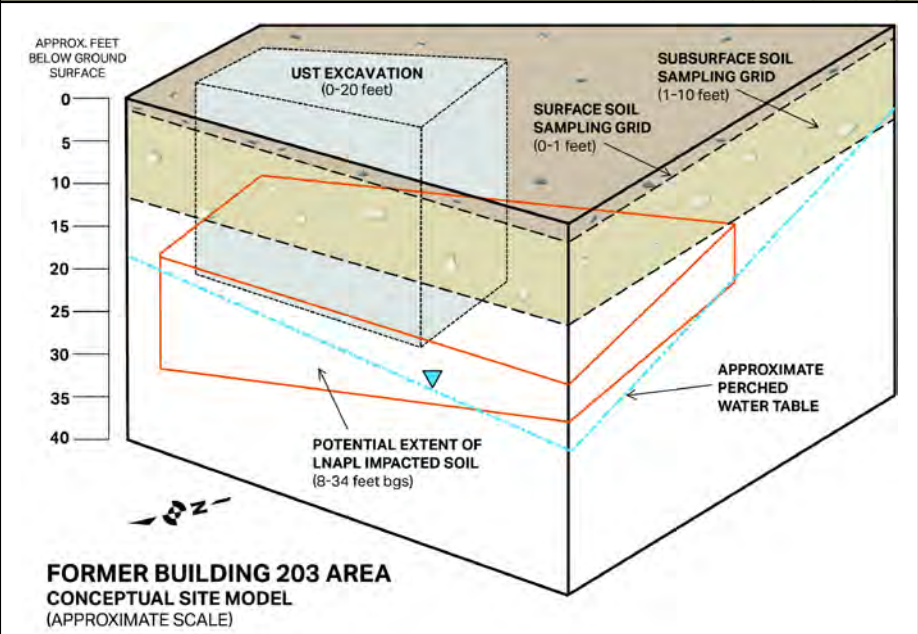 APPROX. FEET
BELOW GROUND
SURFACE
0
5
10
15
20
25
30
35
40
UST EXCAVATION
(0-20 feet)
SURFACE SOIL
SAMPLING GRID
(0-1 feet)
SUBSURFACE SOIL
SAMPLING GRID
(1-10 feet)
APPROXIMATE
PERCHED
WATER TABLE
POTENTIAL EXTENT OF
LNAPL IMPACTED SOIL
(8-34 feet bgs)
N
FORMER BUILDING 203 AREA
CONCEPTUAL SITE MODEL
(APPROXIMATE SCALE)